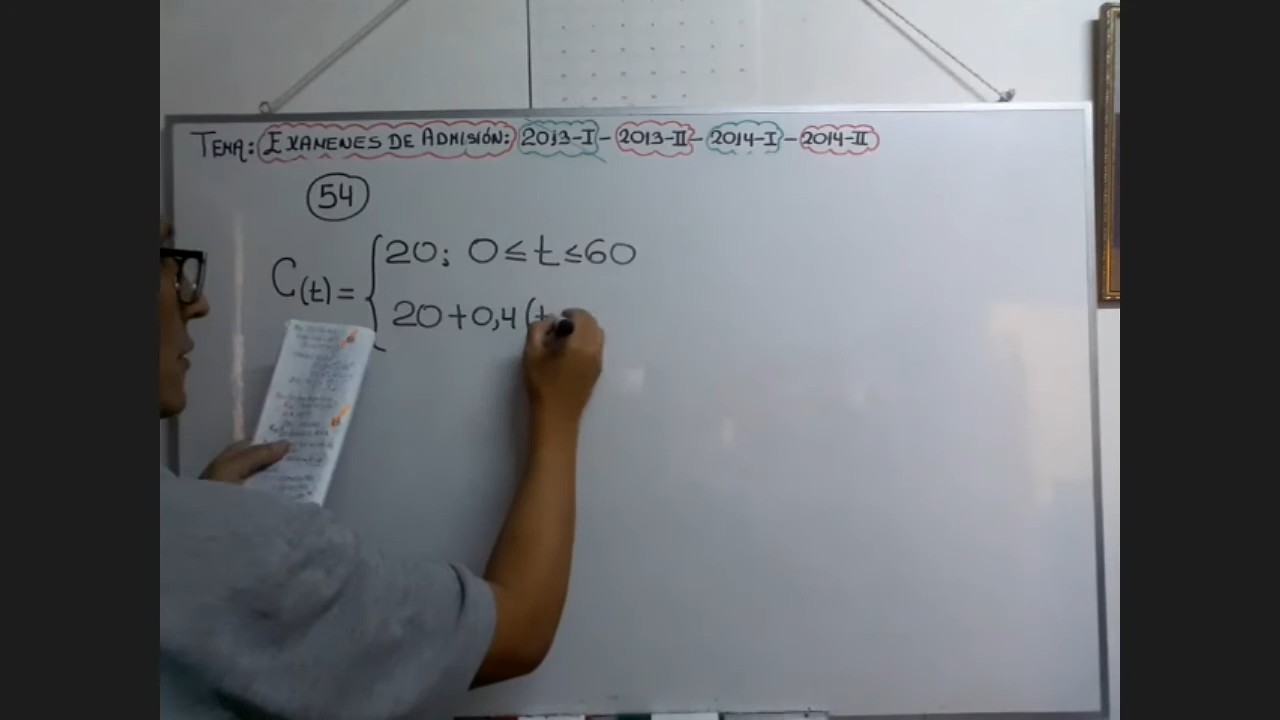 TEMA: EXAMENES DE ADMISIÓN: 2013-I - 2013-II - 2014-I - 2014-II
54
C(t) = { 20; 0 ≤ t ≤ 60
20+0,4(t